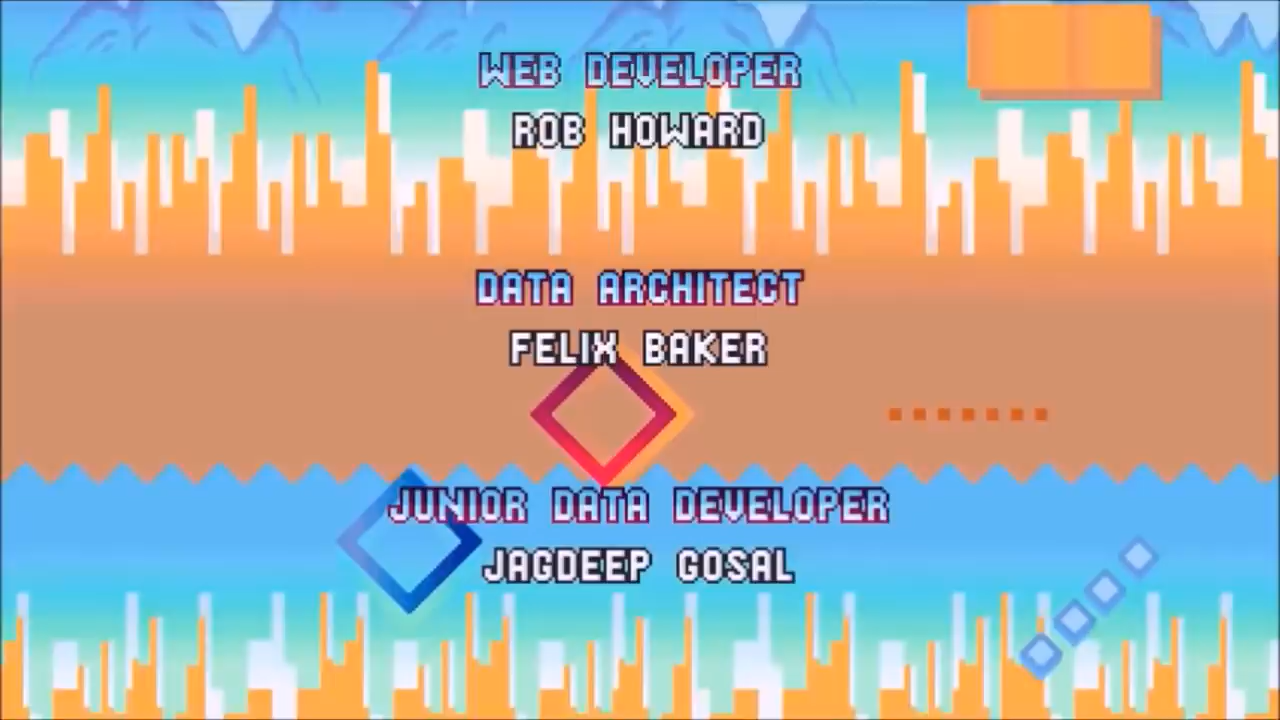 WEB DEVELOPER
ROB HOWARD
DATA ARCHITECT
FELIX BAKER
JUNIOR DATA DEVELOPER
JAGDEEP GOSAL